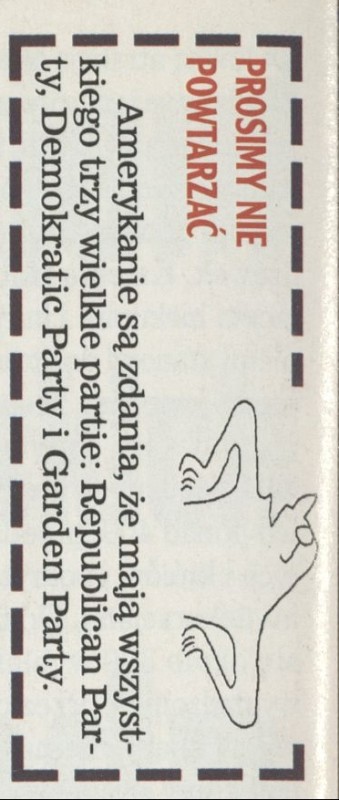 PROSIMY NIE
POWTARZAĆ
Amerykanie są zdania, że mają wszyst-
kiego trzy wielkie partie: Republican Par-
ty, Demokratic Party i Garden Party.